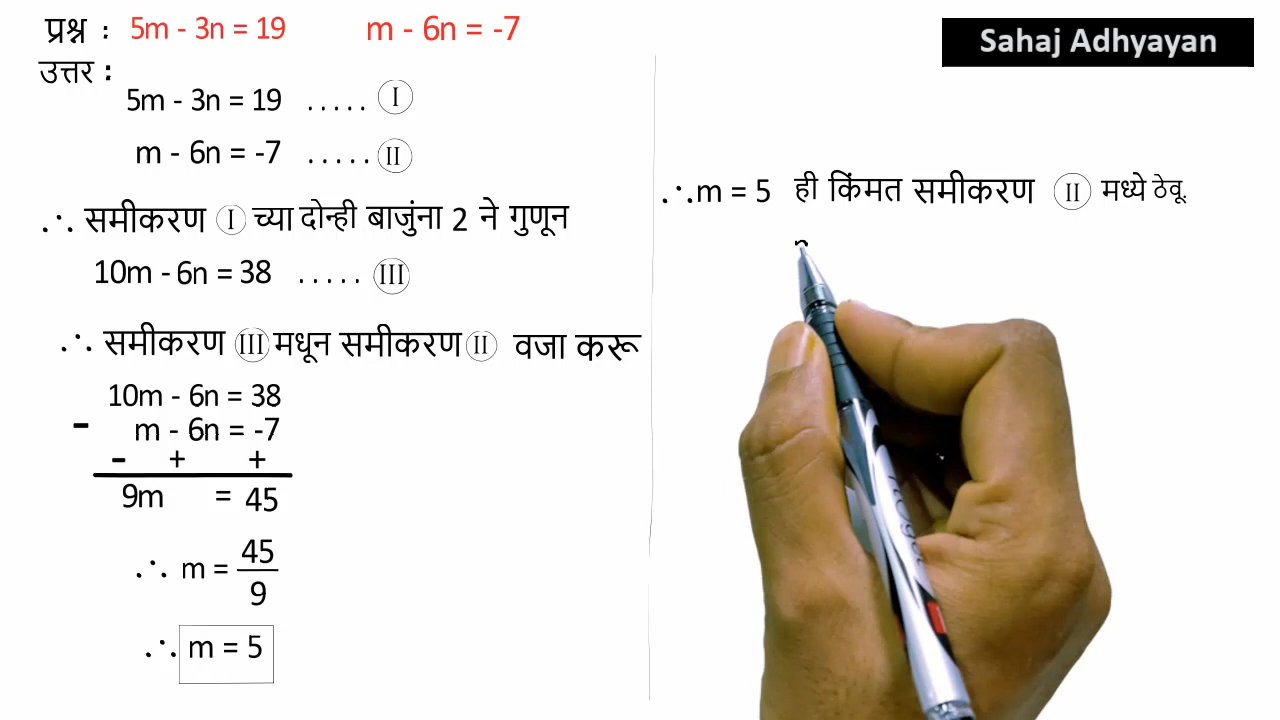 प्रश्न : 5m - 3n = 19 m - 6n = -7
Sahaj Adhyayan
उत्तर :
5m - 3n = 19 ..... I
m - 6n = -7 ..... II
∴ समीकरण I च्या दोन्ही बाजुंना 2 ने गुणून
10m - 6n = 38 ..... III
∴ समीकरण III मधून समीकरण II वजा करू
10m - 6n = 38
- m - 6n = -7
- + +
9m = 45
∴ m = 45/9
∴ m = 5
∴ m = 5 ही किंमत समीकरण II मध्ये ठेवू.